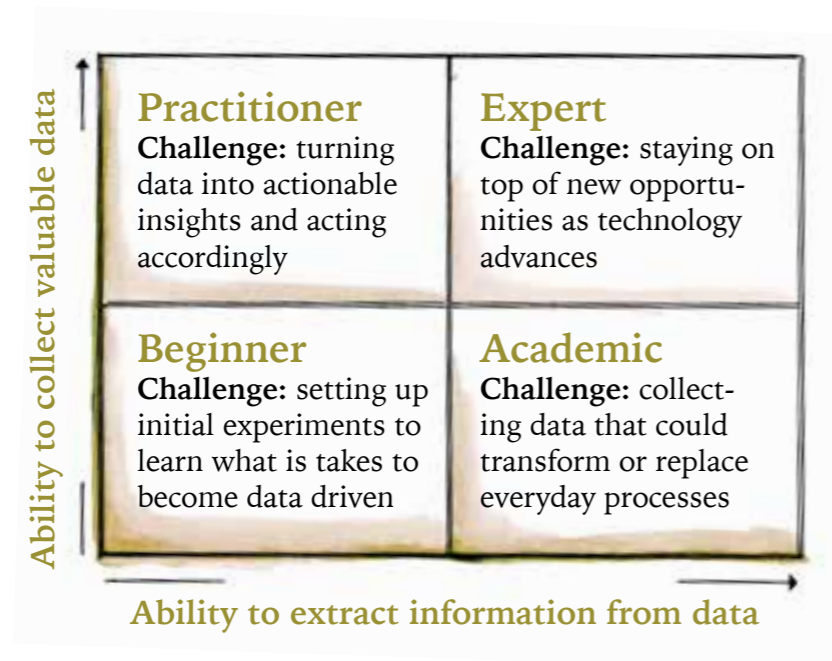 Ability to collect valuable data
Practitioner
Challenge: turning
data into actionable
insights and acting
accordingly
Expert
Challenge: staying on
top of new opportu-
nities as technology
advances
Beginner
Challenge: setting up
initial experiments to
learn what is takes to
become data driven
Academic
Challenge: collect-
ing data that could
transform or replace
everyday processes
Ability to extract information from data